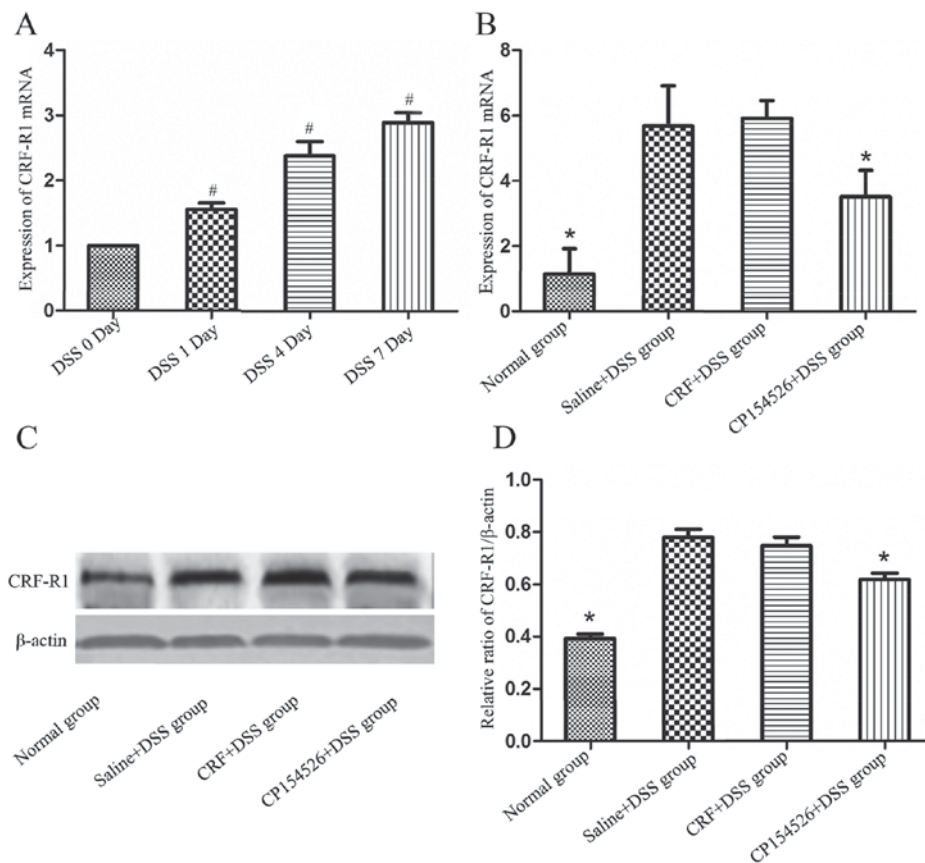 A
Expression of CRF-R1 mRNA
4
3
2
1
0
#
#
#
DSS 0 Day
DSS 1 Day
DSS 4 Day
DSS 7 Day
B
Expression of CRF-R1 mRNA
8
6
4
2
0
*
*
Normal group
Saline+DSS group
CRF+DSS group
CP154526+DSS group
C
CRF-R1
β-actin
Normal group
Saline+DSS group
CRF+DSS group
CP154526+DSS group
D
Relative ratio of CRF-R1/β-actin
1.0
0.8
0.6
0.4
0.2
0.0
*
*
Normal group
Saline+DSS group
CRF+DSS group
CP154526+DSS group